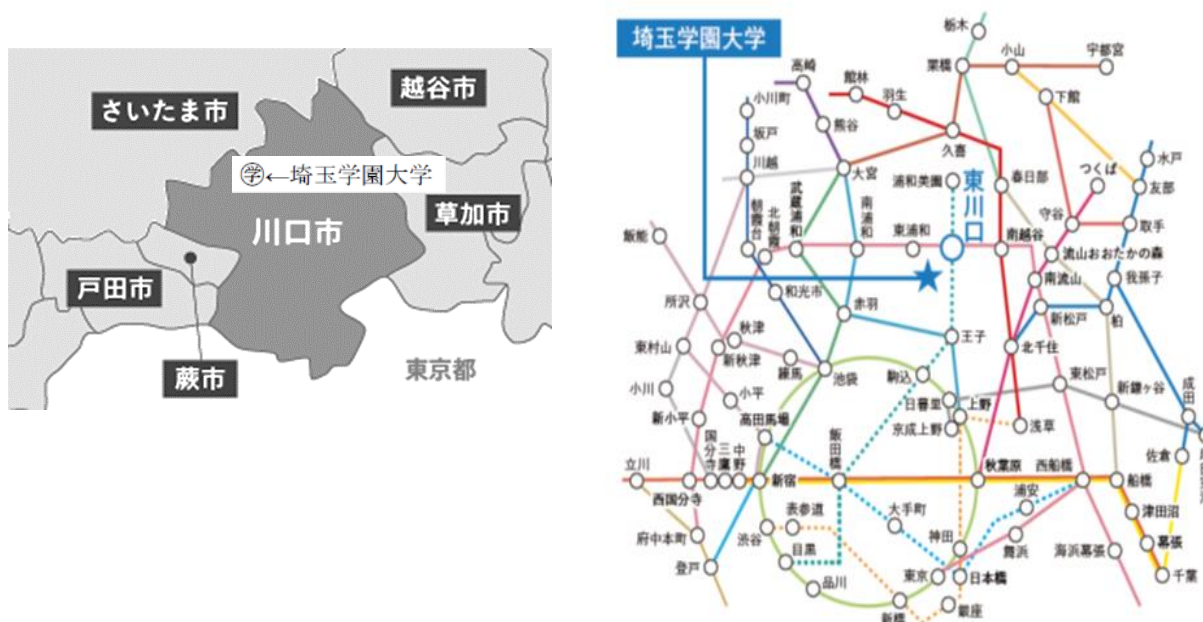 さいたま市
越谷市
㊫←埼玉学園大学
草加市
川口市
戸田市
蕨市
東京都
埼玉学園大学
栃木
栗橋
小山
宇都宮
高崎
館林
羽生
下館
小川町
熊谷
久喜
坂戸
川越
大宮
浦和美園
東川口
春日部
つくば
水戸
友部
朝霞台
北朝霞
武蔵浦和
南浦和
東浦和
南越谷
守谷
取手
飯能
流山おおたかの森
南流山
我孫子
所沢
和光市
赤羽
新松戸
柏
王子
北千住
東村山
秋津
新秋津
練馬
池袋
駒込
東松戸
新鎌ヶ谷
成田
小川
小平
日暮里
上野
新小平
高田馬場
京成上野
浅草
国分寺
三鷹
中野
飯田橋
佐倉
立川
西国分寺
新宿
秋葉原
西船橋
船橋
浦安
表参道
大手町
津田沼
府中本町
渋谷
神田
舞浜
海浜幕張
幕張
登戸
目黒
品川
東京
日本橋
千葉
新橋
銀座